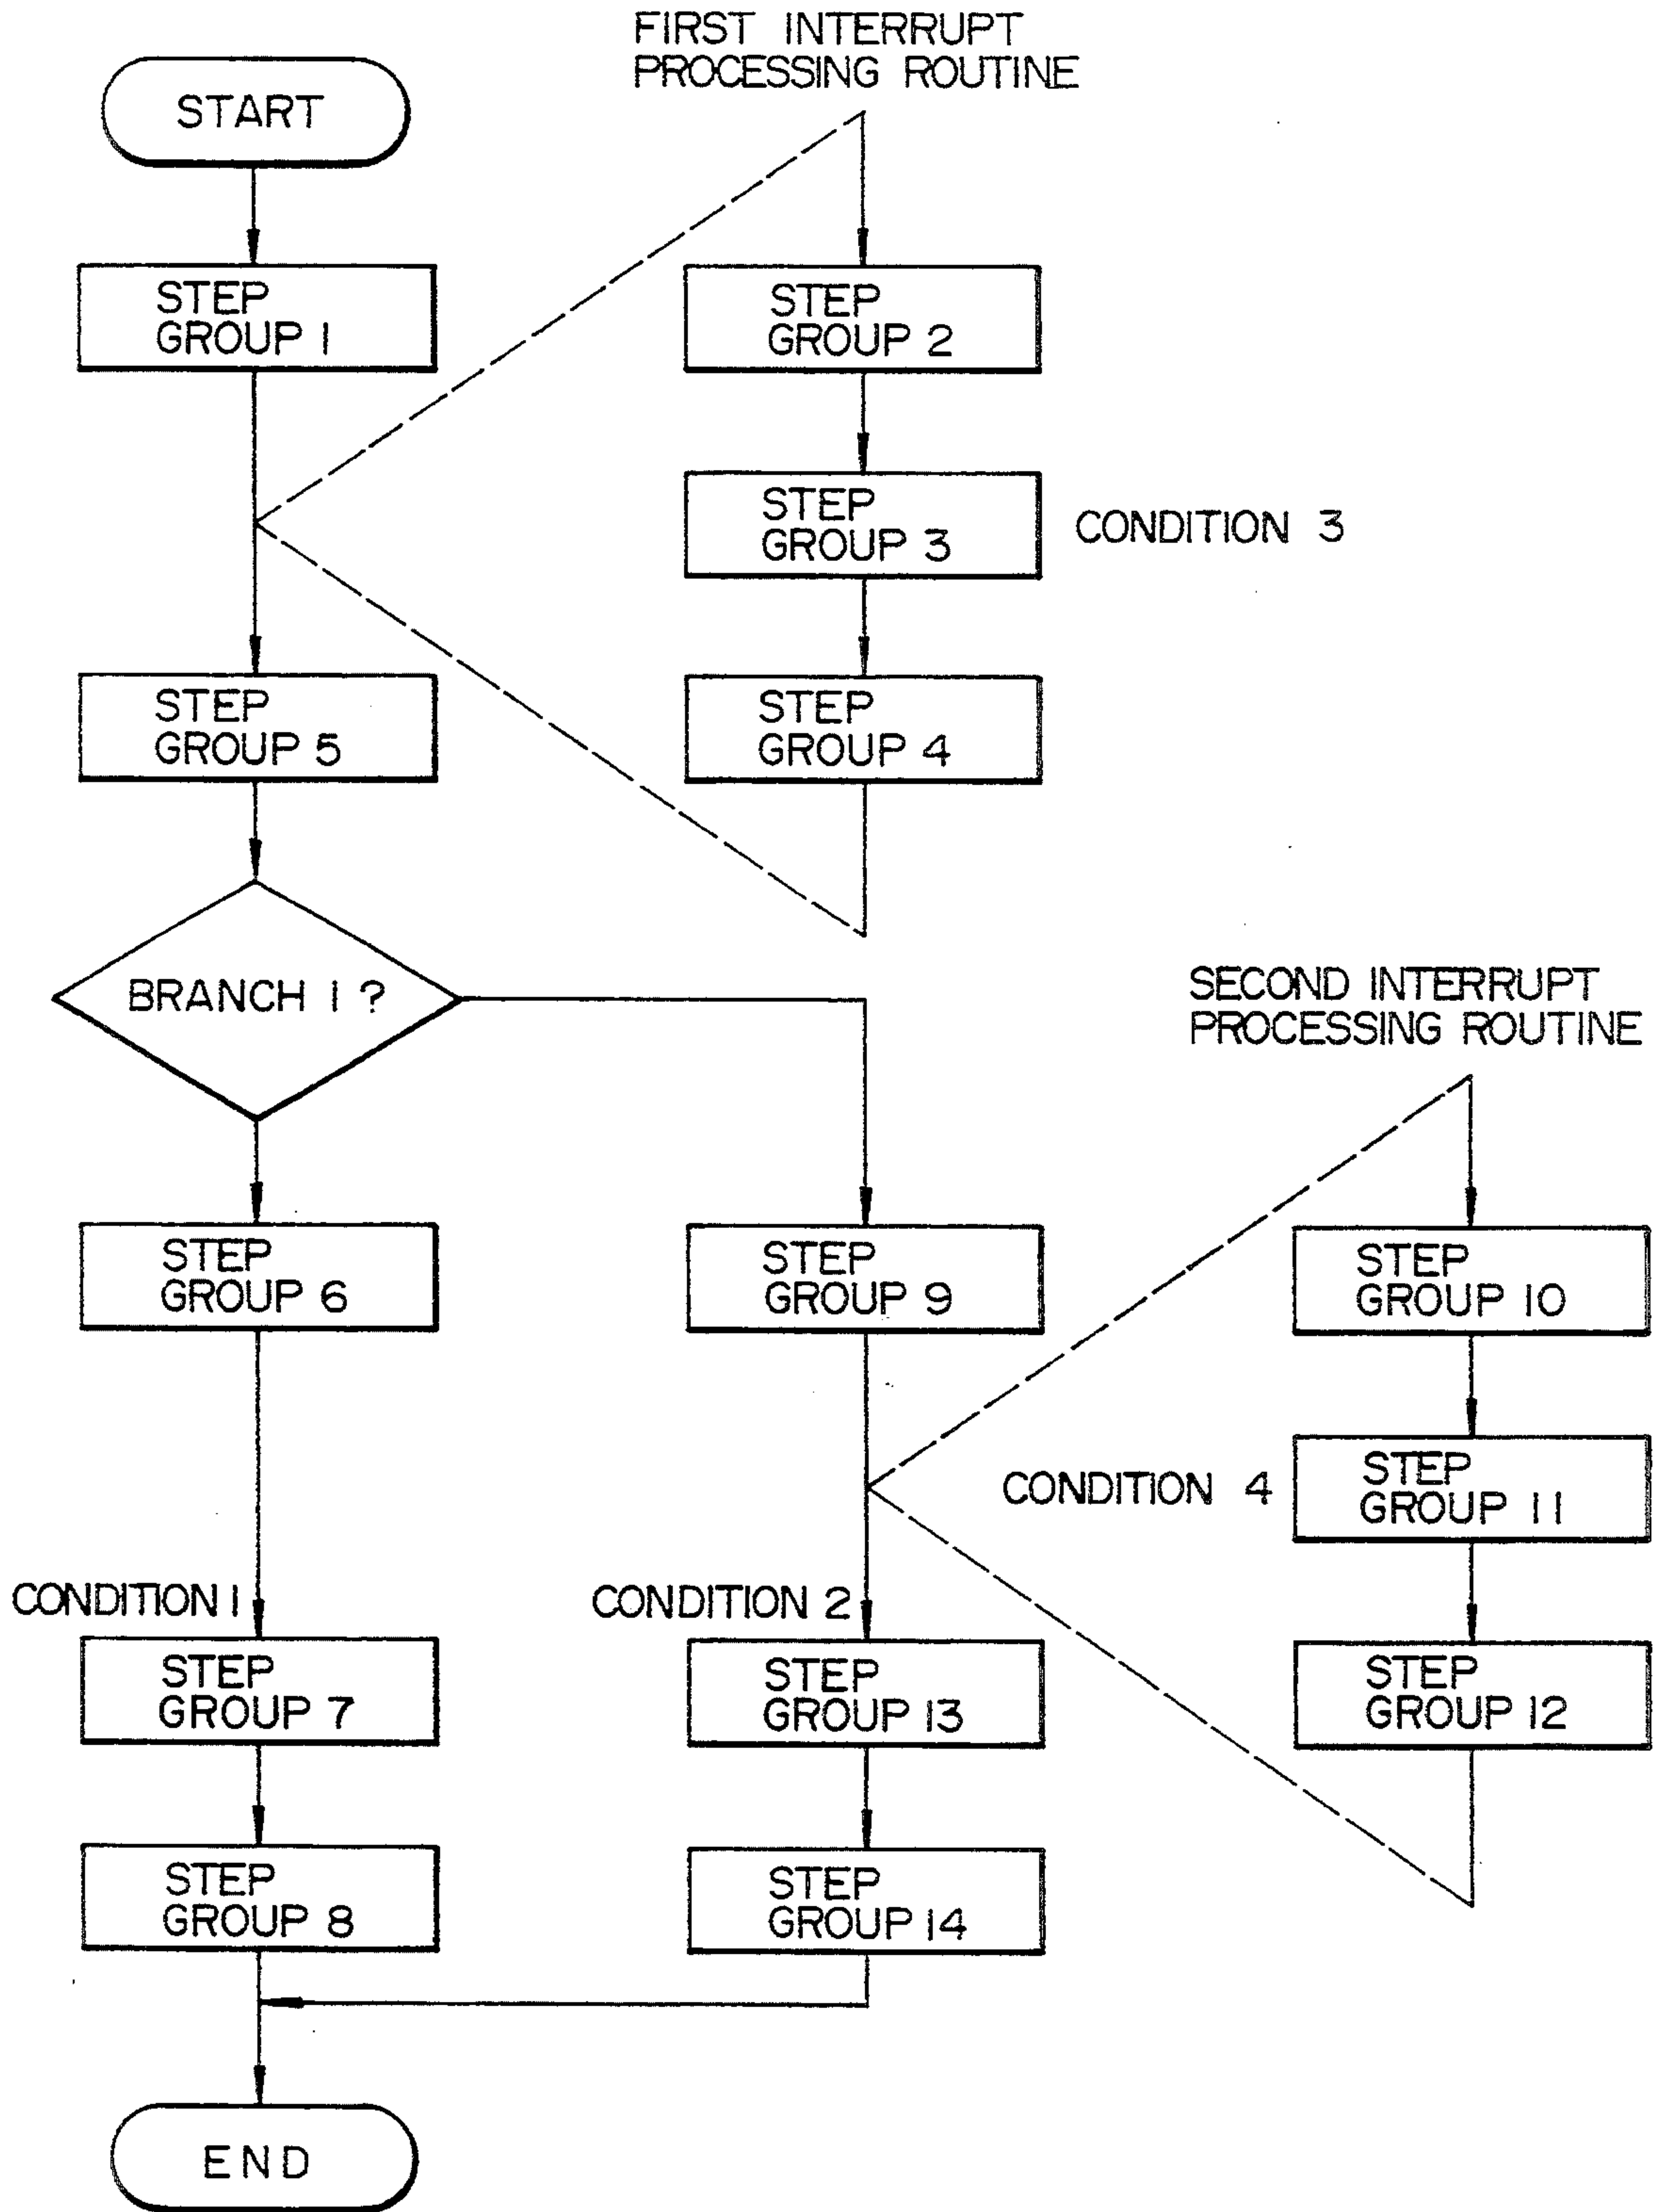 FIRST INTERRUPT
PROCESSING ROUTINE
START
STEP
GROUP 1
STEP
GROUP 2
STEP
GROUP 3
CONDITION 3
STEP
GROUP 5
STEP
GROUP 4
BRANCH 1 ?
SECOND INTERRUPT
PROCESSING ROUTINE
STEP
GROUP 6
STEP
GROUP 9
STEP
GROUP 10
CONDITION 4
STEP
GROUP 11
CONDITION 1
CONDITION 2
STEP
GROUP 7
STEP
GROUP 13
STEP
GROUP 12
STEP
GROUP 8
STEP
GROUP 14
END